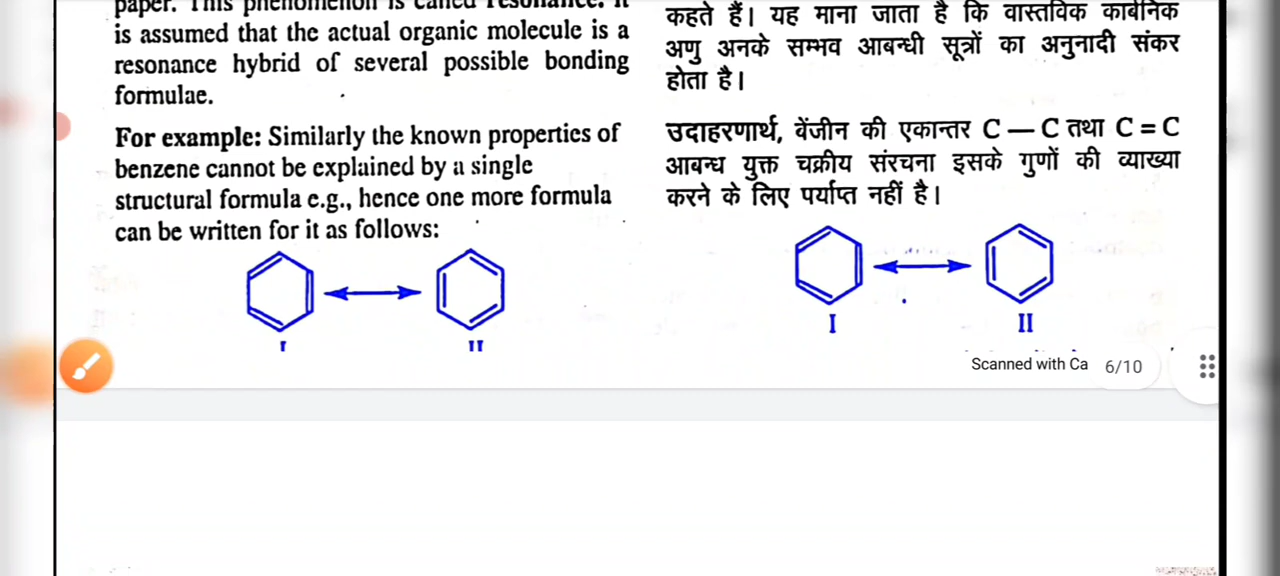 paper. This phenomenon is called resonance. It
is assumed that the actual organic molecule is a
resonance hybrid of several possible bonding
formulae.
For example: Similarly the known properties of
benzene cannot be explained by a single
structural formula e.g., hence one more formula
can be written for it as follows:
I
II
कहते हैं। यह माना जाता है कि वास्तविक कार्बनिक
अणु अनके सम्भव आबन्धी सूत्रों का अनुनादी संकर
होता है।
उदाहरणार्थ, वेंजीन की एकान्तर C — C तथा C = C
आबन्ध युक्त चक्रीय संरंचना इसके गुणों की व्याख्या
करने के लिए पर्याप्त नहीं है।
I
II
Scanned with Ca
6/10